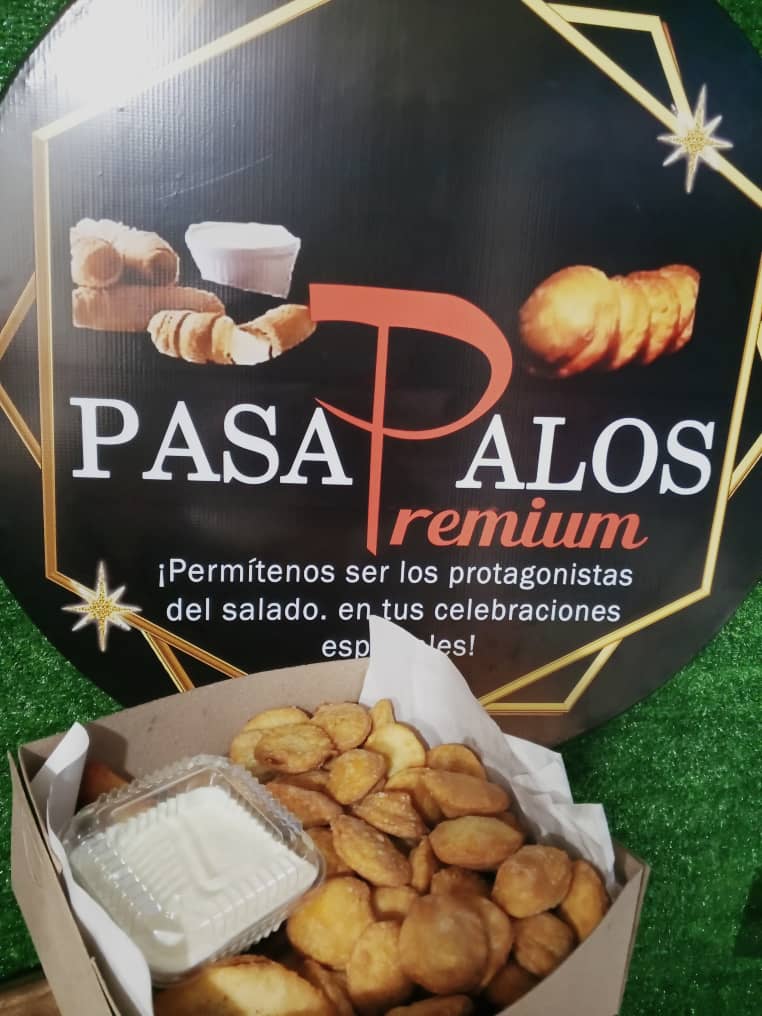 PASAPALOS
Premium
¡Permítenos ser los protagonistas
del salado. en tus celebraciones